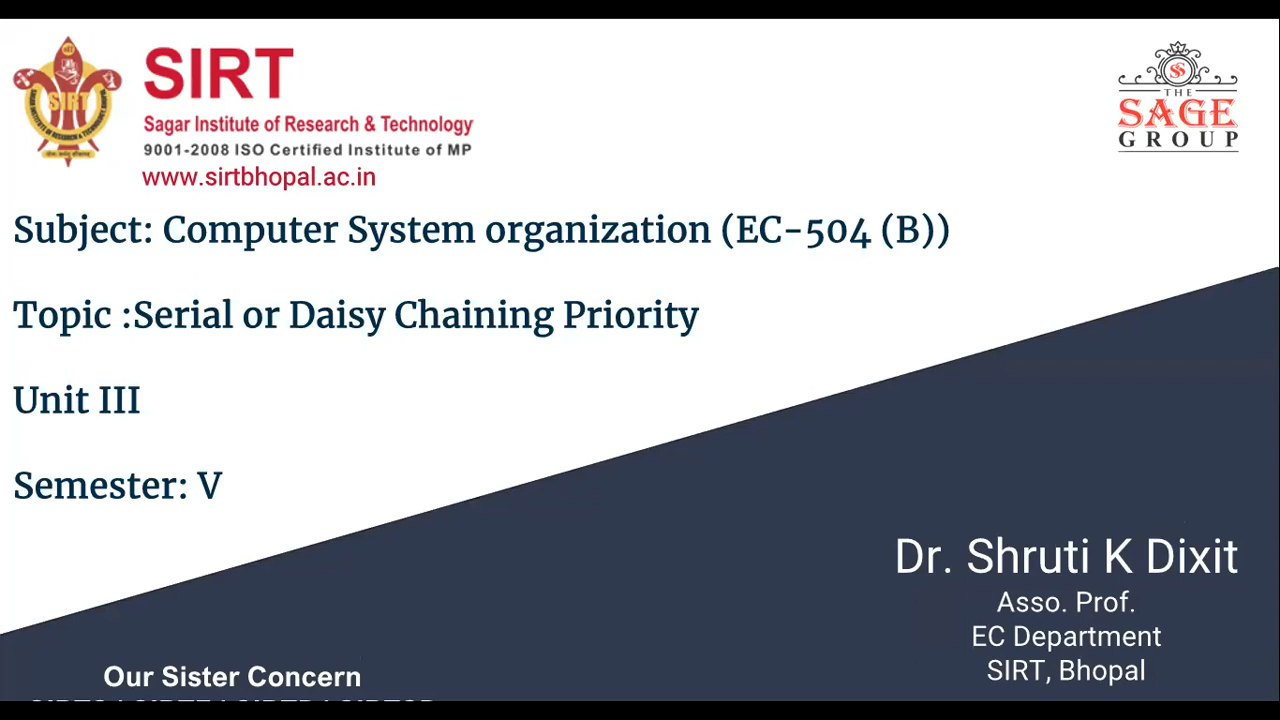 SIRT
Sagar Institute of Research & Technology
9001-2008 ISO Certified Institute of MP
www.sirtbhopal.ac.in
SIRT
THE
SAGE
GROUP
Subject: Computer System organization (EC-504 (B))
Topic :Serial or Daisy Chaining Priority
Unit III
Semester: V
Dr. Shruti K Dixit
Asso. Prof.
EC Department
SIRT, Bhopal
Our Sister Concern